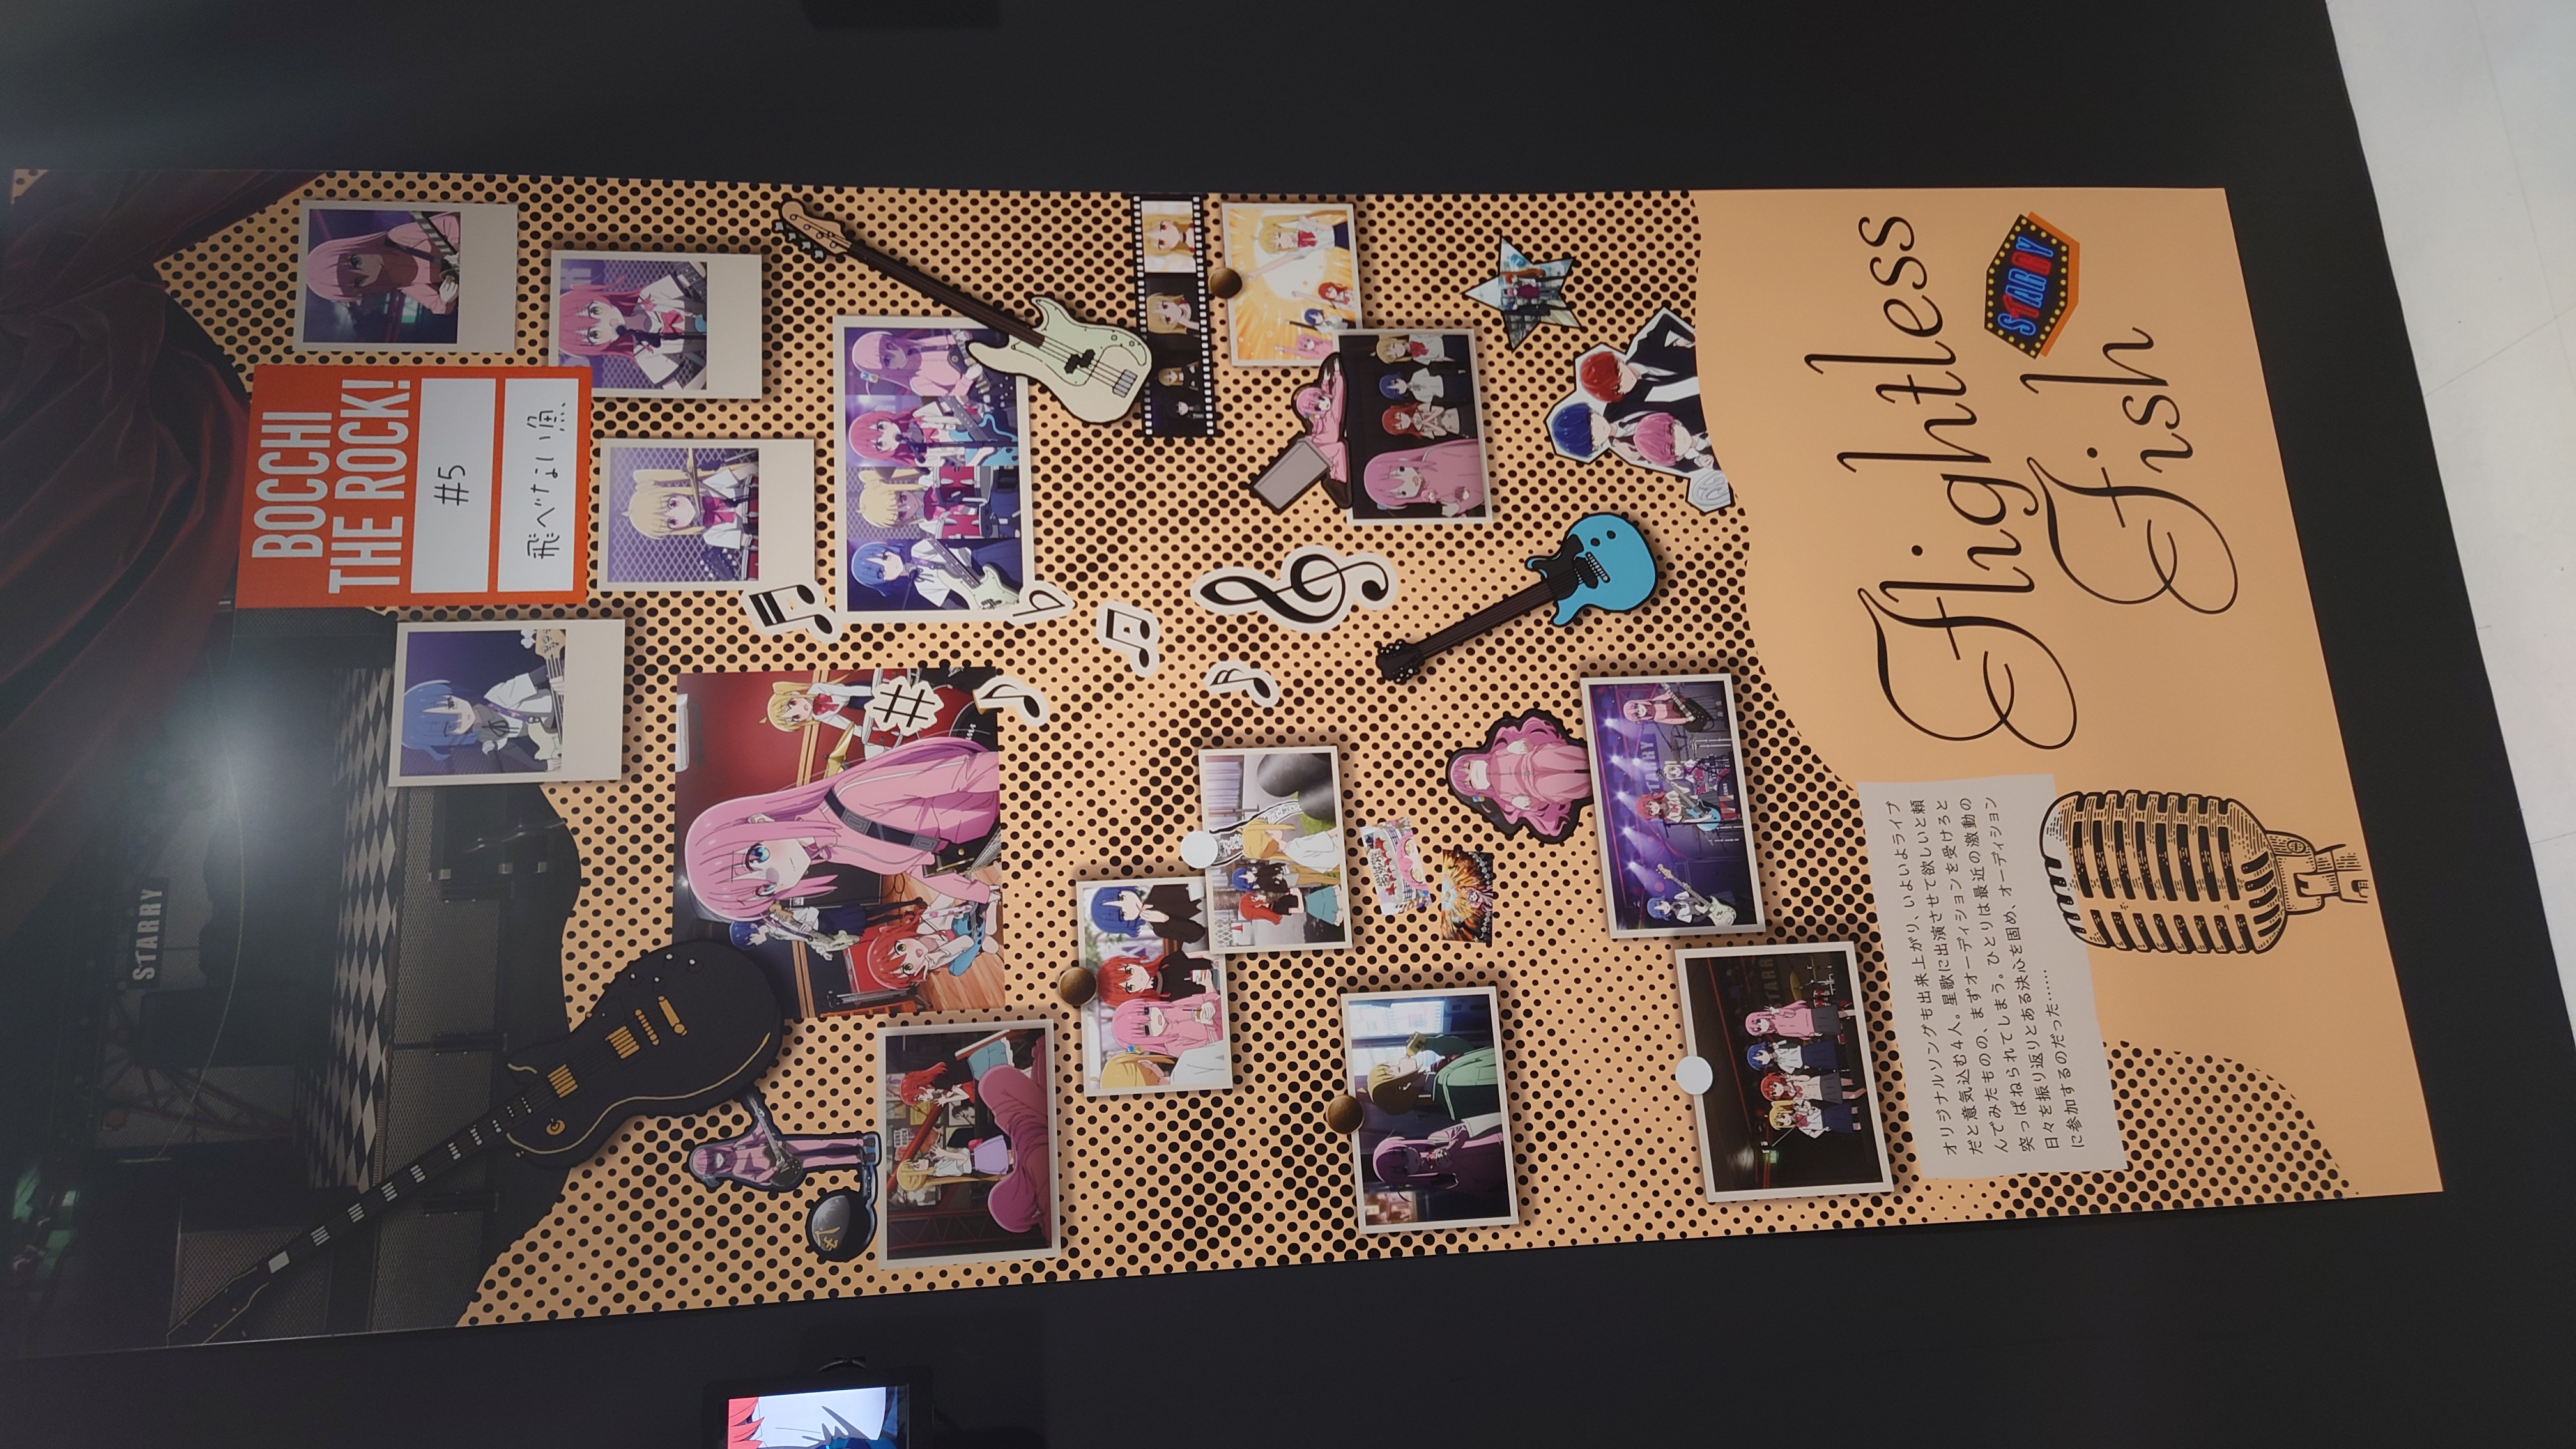 STARRY
BOCCHI
THE ROCK!
#5
飛べない魚
STARRY
STARR
オリジナルソングも出来上がり、いよいよライブ
だと意気込む4人。星歌に出演させて欲しいと頼
んでみたものの、まずオーディションを受けろと
突っぱねられてしまう。ひとりは最近の激動の
日々を振り返りとある決心を固め、オーディション
に参加するのだった……
Flightless
Fish
STARRY